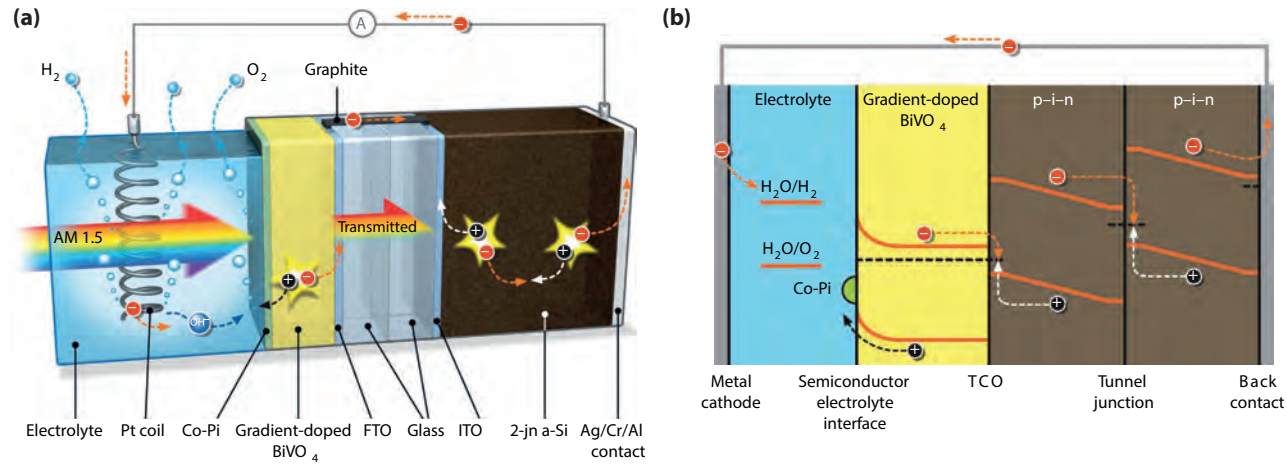 (a)
A
H2
O2
Graphite
AM 1.5
Transmitted
OH⁻
Electrolyte Pt coil Co-Pi Gradient-doped FTO Glass ITO 2-jn a-Si Ag/Cr/Al
BiVO4 contact
(b)
Electrolyte Gradient-doped p–i–n p–i–n
BiVO4
H2O/H2
H2O/O2
Co-Pi
Metal Semiconductor TCO Tunnel Back
cathode electrolyte junction contact
interface